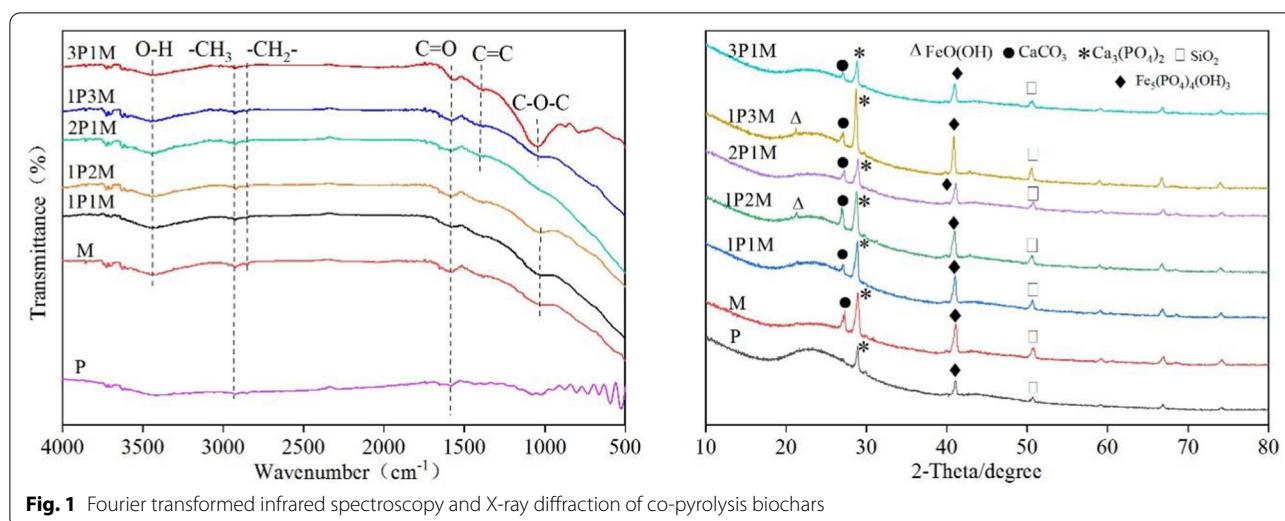 O-H -CH₃ -CH₂- C=O C=C
C-O-C
3P1M
1P3M
2P1M
1P2M
1P1M
M
P
Transmittance (%)
4000 3000 2000 1000 500
Wavenumber (cm⁻¹)
Δ FeO(OH) ● CaCO₃ * Ca₃(PO₄)₂ □ SiO₂
◆ Fe₅(PO₄)₄(OH)₃
3P1M
1P3M
2P1M
1P2M
1P1M
M
P
10 20 30 40 50 60 70 80
2-Theta/degree
Fig. 1 Fourier transformed infrared spectroscopy and X-ray diffraction of co-pyrolysis biochars